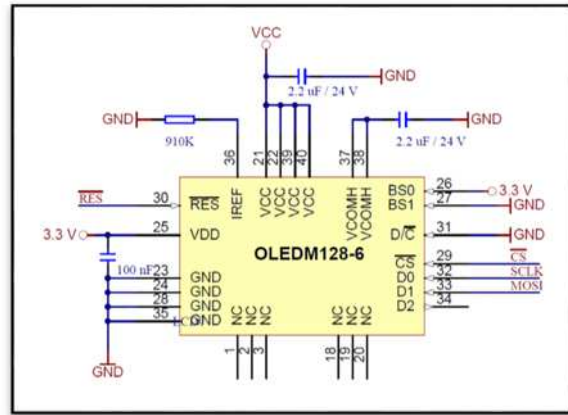 VCC
2.2 uF / 24 V
GND
GND
910K
GND
2.2 uF / 24 V
36
21
22
39
40
37
38
RES
30
RES
IREF
VCC
VCC
VCC
VCC
VCOMH
VCOMH
BS0
26
3.3 V
BS1
27
GND
3.3 V
25
VDD
D/C
31
GND
OLEDM128-6
CS
29
CS
100 nF
23
GND
D0
32
SCLK
24
GND
D1
33
MOSI
28
GND
D2
34
35
GND
NC
NC
NC
NC
NC
NC
1
2
3
18
19
20
GND